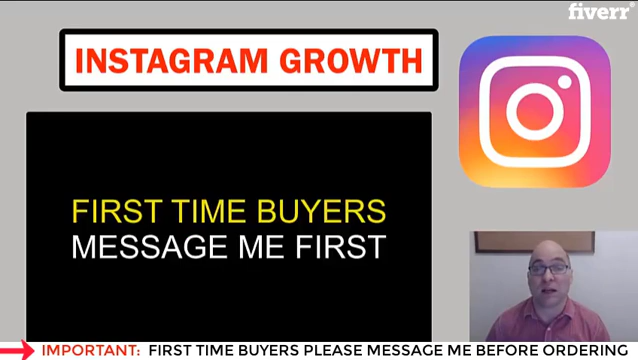 fiverr
INSTAGRAM GROWTH
FIRST TIME BUYERS
MESSAGE ME FIRST
IMPORTANT: FIRST TIME BUYERS PLEASE MESSAGE ME BEFORE ORDERING